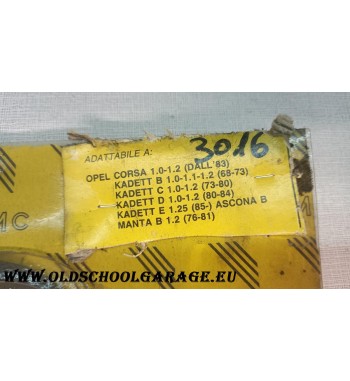 3016
ADATTABILE A:
OPEL CORSA 1.0-1.2 (DALL'83)
KADETT B 1.0-1.1-1.2 (68-73)
KADETT C 1.0-1.2 (73-80)
KADETT D 1.0-1.2 (80-84)
KADETT E 1.25 (85-) ASCONA B
MANTA B 1.2 (76-81)
MC
M
WWW.OLDSCHOOLGARAGE.EU